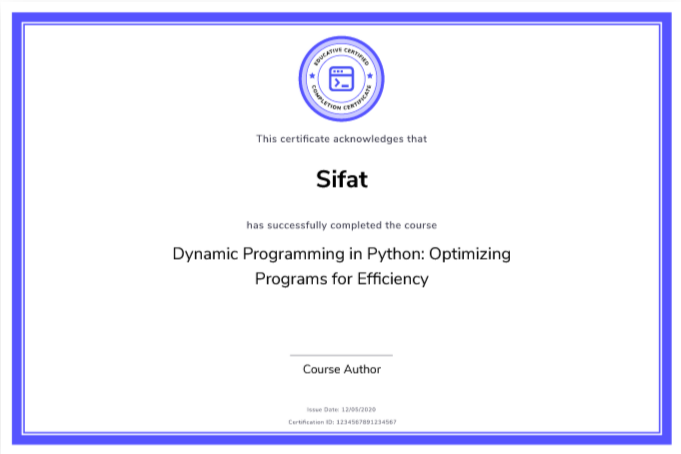 EDUCATIVE CERTIFIED
COMPLETION CERTIFICATE
This certificate acknowledges that
Sifat
has successfully completed the course
Dynamic Programming in Python: Optimizing
Programs for Efficiency
Course Author
Issue Date: 12/05/2020
Certification ID: 1234567891234567